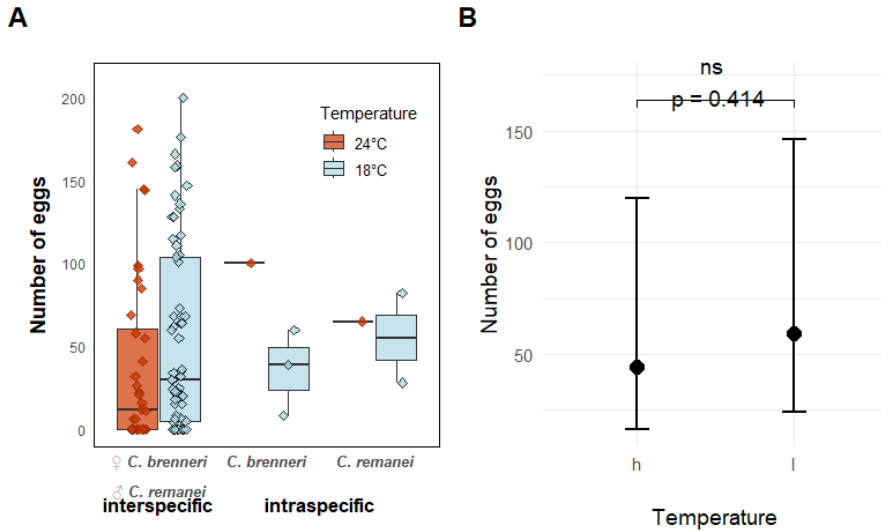 A
Number of eggs
200
150
100
50
0
Temperature
24°C
18°C
♀ C. brenneri
♂ C. remanei
C. brenneri
C. remanei
interspecific
intraspecific
B
Number of eggs
150
100
50
ns
p = 0.414
h
l
Temperature